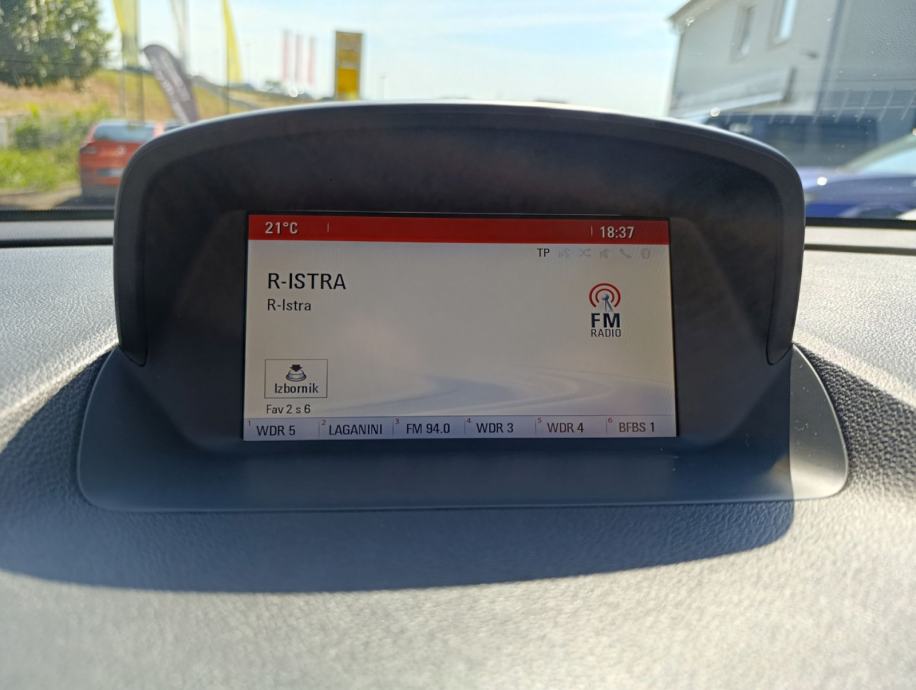 21°C
18:37
TP
R-ISTRA
R-Istra
FM
RADIO
Izbornik
Fav 2 s 6
1 WDR 5 2 LAGANINI 3 FM 94.0 4 WDR 3 5 WDR 4 6 BFBS 1